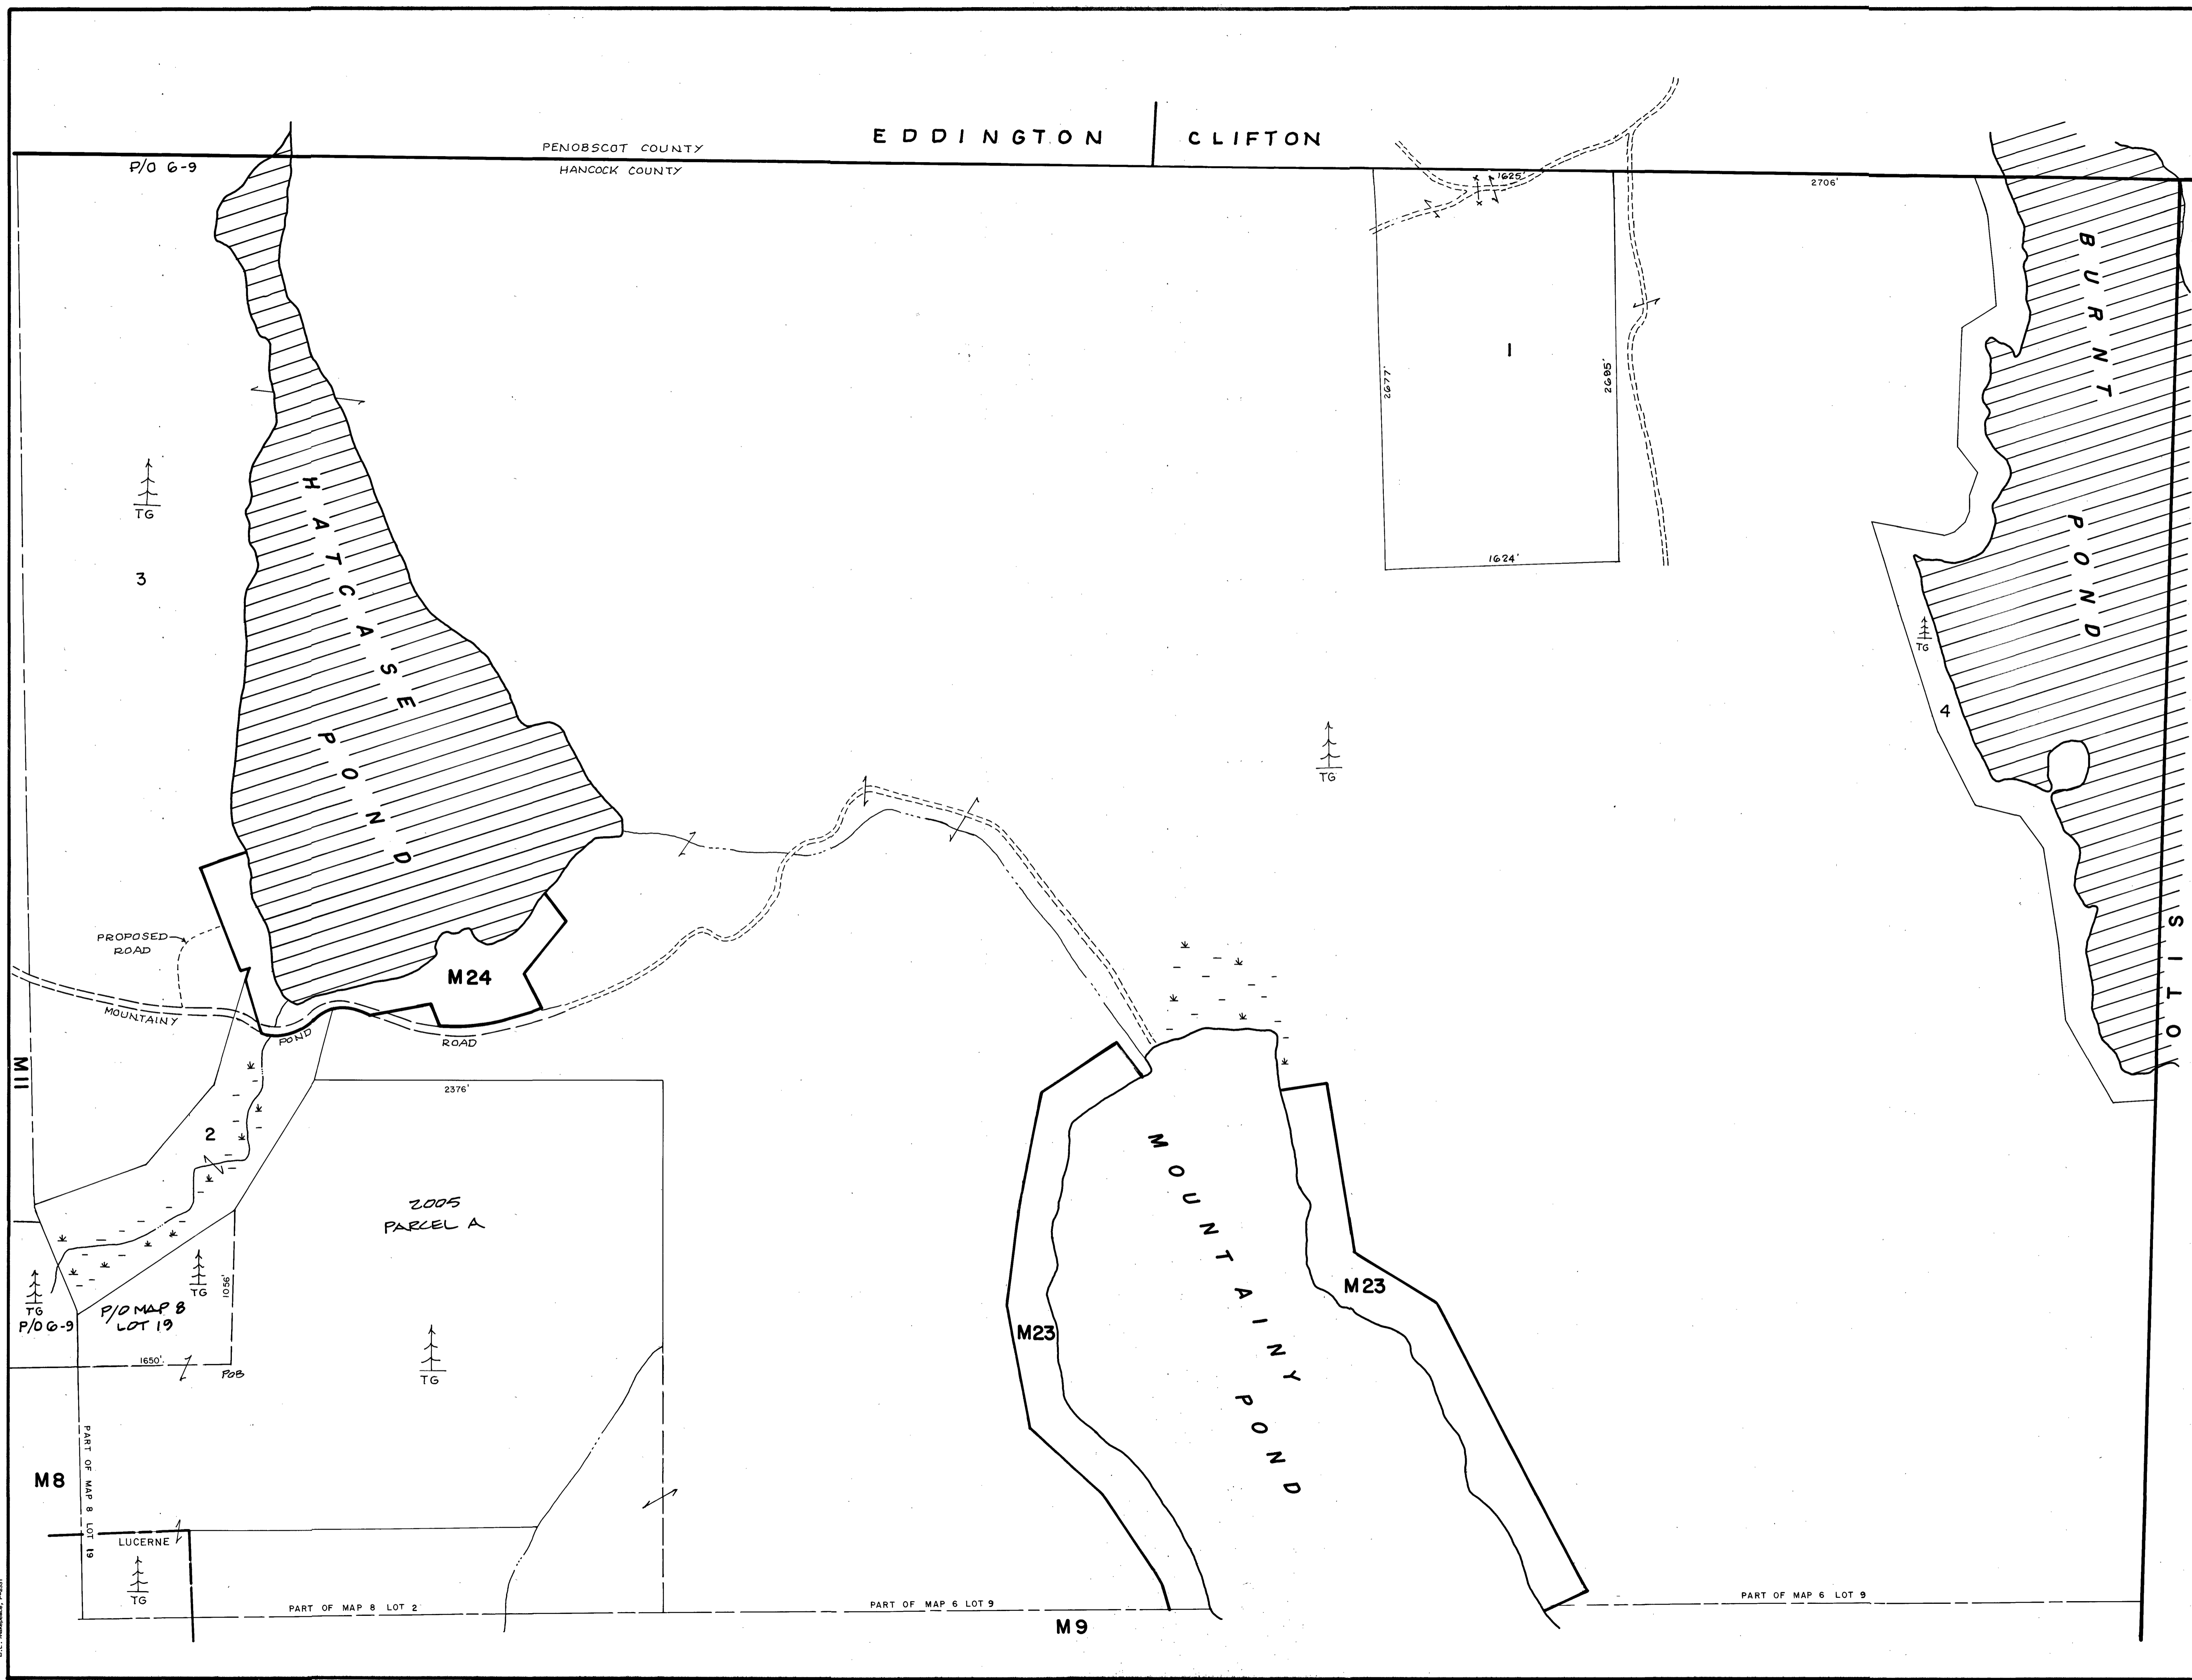 EDDINGTON
CLIFTON
PENOBSCOT COUNTY
HANCOCK COUNTY
P/O 6-9
1625'
2706'
BURNT
POND
1
2677'
2685'
1624'
TG
3
HATCASE
POND
TG
4
TG
PROPOSED
ROAD
M24
OTIS
MOUNTAINY
POND
ROAD
M11
2376'
2
MOUNTAINY
POND
2005
PARCEL A
M23
M23
TG
P/O 6-9
TG
P/O MAP 8
LOT 19
1056'
1650'
POB
TG
PART OF MAP 8 LOT 19
M8
LUCERNE
TG
PART OF MAP 8 LOT 2
PART OF MAP 6 LOT 9
PART OF MAP 6 LOT 9
M9